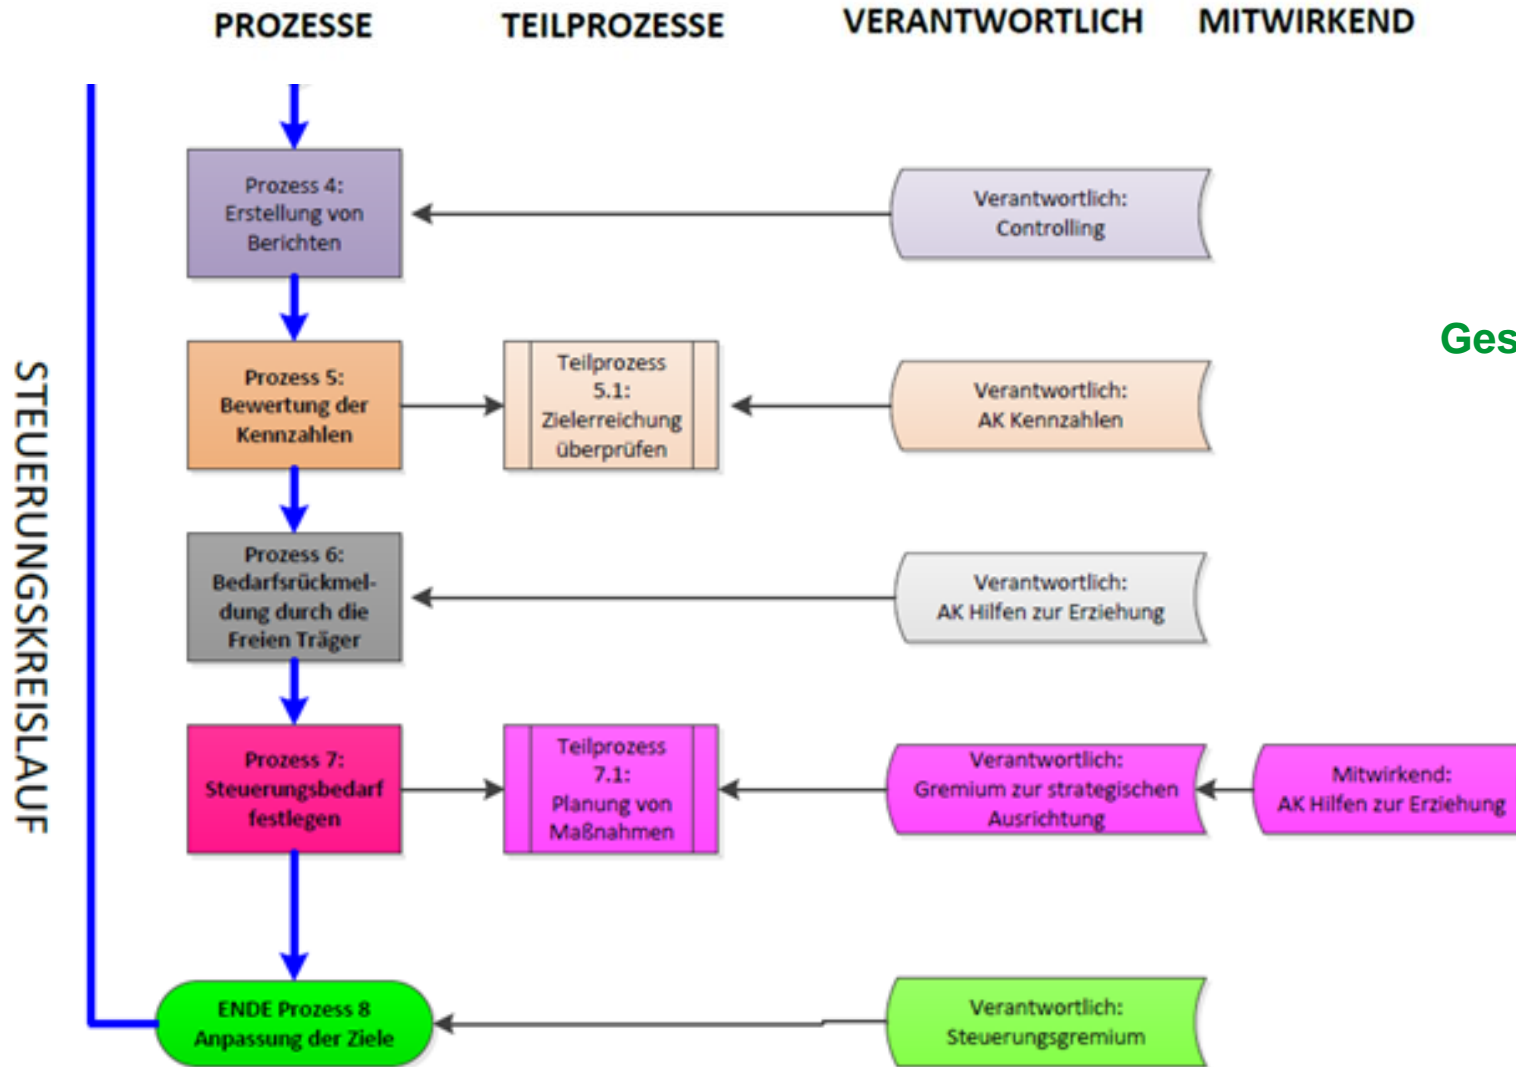 PROZESSE
TEILPROZESSE
VERANTWORTLICH
MITWIRKEND
STEUERUNGSKREISLAUF
Prozess 4:
Erstellung von
Berichten
Verantwortlich:
Controlling
Ges
Prozess 5:
Bewertung der
Kennzahlen
Teilprozess
5.1:
Zielerreichung
überprüfen
Verantwortlich:
AK Kennzahlen
Prozess 6:
Bedarfsrückmel-
dung durch die
Freien Träger
Verantwortlich:
AK Hilfen zur Erziehung
Prozess 7:
Steuerungsbedarf
festlegen
Teilprozess
7.1:
Planung von
Maßnahmen
Verantwortlich:
Gremium zur strategischen
Ausrichtung
Mitwirkend:
AK Hilfen zur Erziehung
ENDE Prozess 8
Anpassung der Ziele
Verantwortlich:
Steuerungsgremium